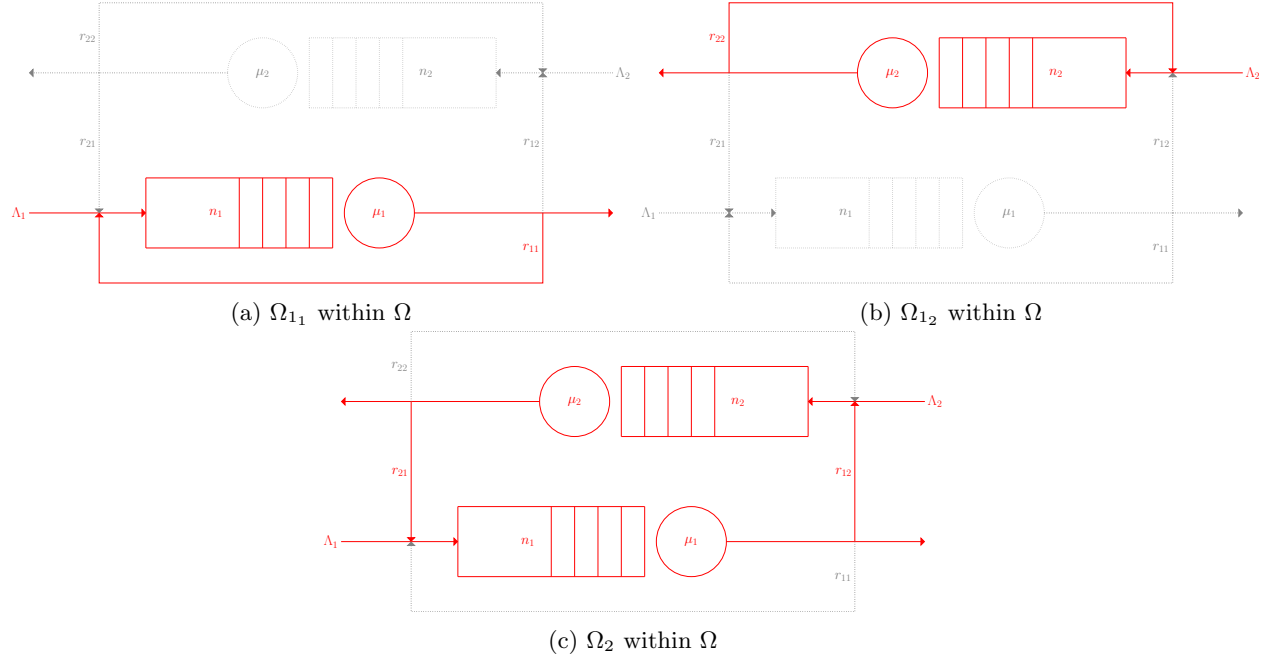 r₂₂
μ₂ n₂ Λ₂
r₂₁ r₁₂
Λ₁ n₁ μ₁
r₁₁
(a) Ω₁₁ within Ω
r₂₂
μ₂ n₂ Λ₂
r₂₁ r₁₂
Λ₁ n₁ μ₁
r₁₁
(b) Ω₁₂ within Ω
r₂₂
μ₂ n₂ Λ₂
r₂₁ r₁₂
Λ₁ n₁ μ₁
r₁₁
(c) Ω₂ within Ω